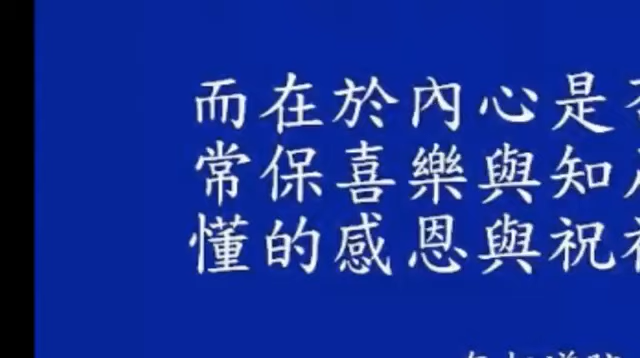 而在於內心是
常保喜樂與知
懂的感恩與祝